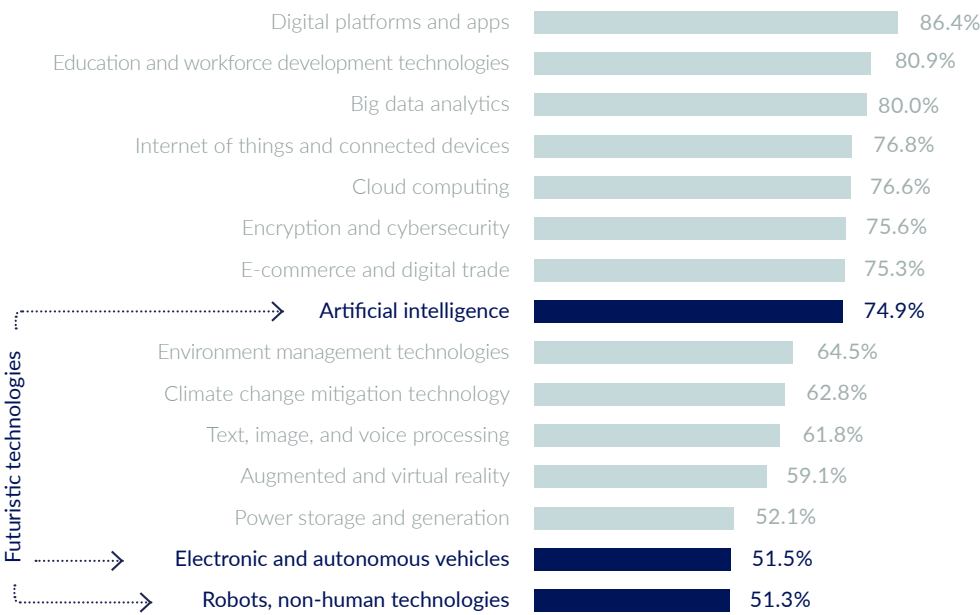 Digital platforms and apps 86.4%
Education and workforce development technologies 80.9%
Big data analytics 80.0%
Internet of things and connected devices 76.8%
Cloud computing 76.6%
Encryption and cybersecurity 75.6%
E-commerce and digital trade 75.3%
Artificial intelligence 74.9%
Environment management technologies 64.5%
Climate change mitigation technology 62.8%
Text, image, and voice processing 61.8%
Augmented and virtual reality 59.1%
Power storage and generation 52.1%
Electronic and autonomous vehicles 51.5%
Robots, non-human technologies 51.3%
Futuristic technologies